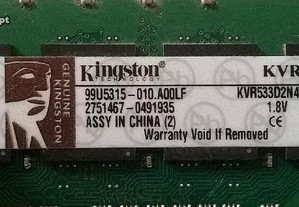 GENUINE KINGSTON
Kingston KVR
TECHNOLOGY
99U5315-010.A00LF KVR533D2N4
2751467-0491935 1.8V
ASSY IN CHINA (2) CE
Warranty Void If Removed